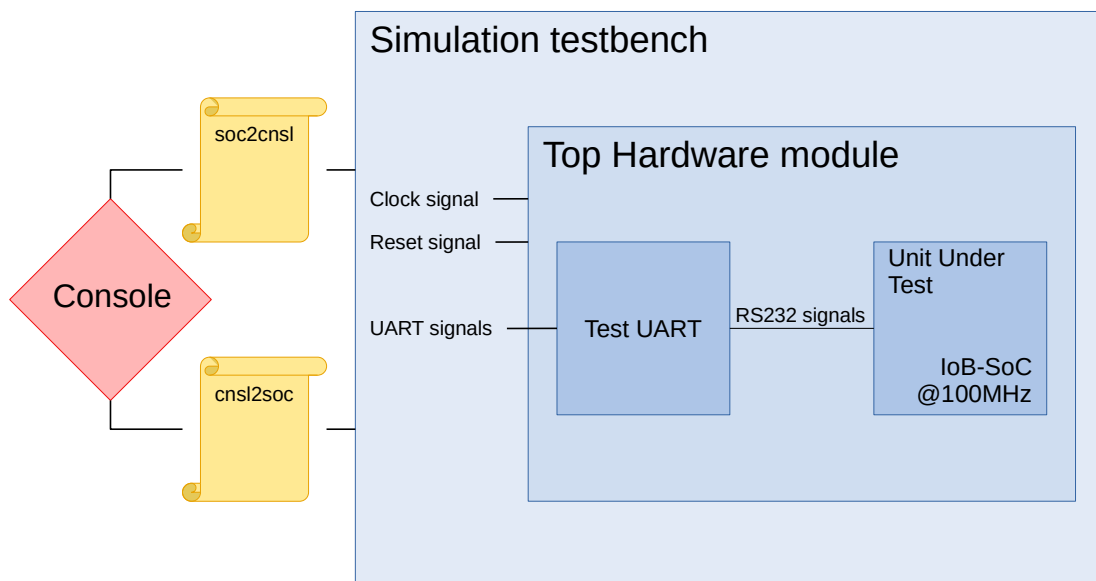 Simulation testbench
soc2cnsl
Top Hardware module
Clock signal
Reset signal
Unit Under
Test
Console
UART signals
Test UART
RS232 signals
IoB-SoC
@100MHz
cnsl2soc